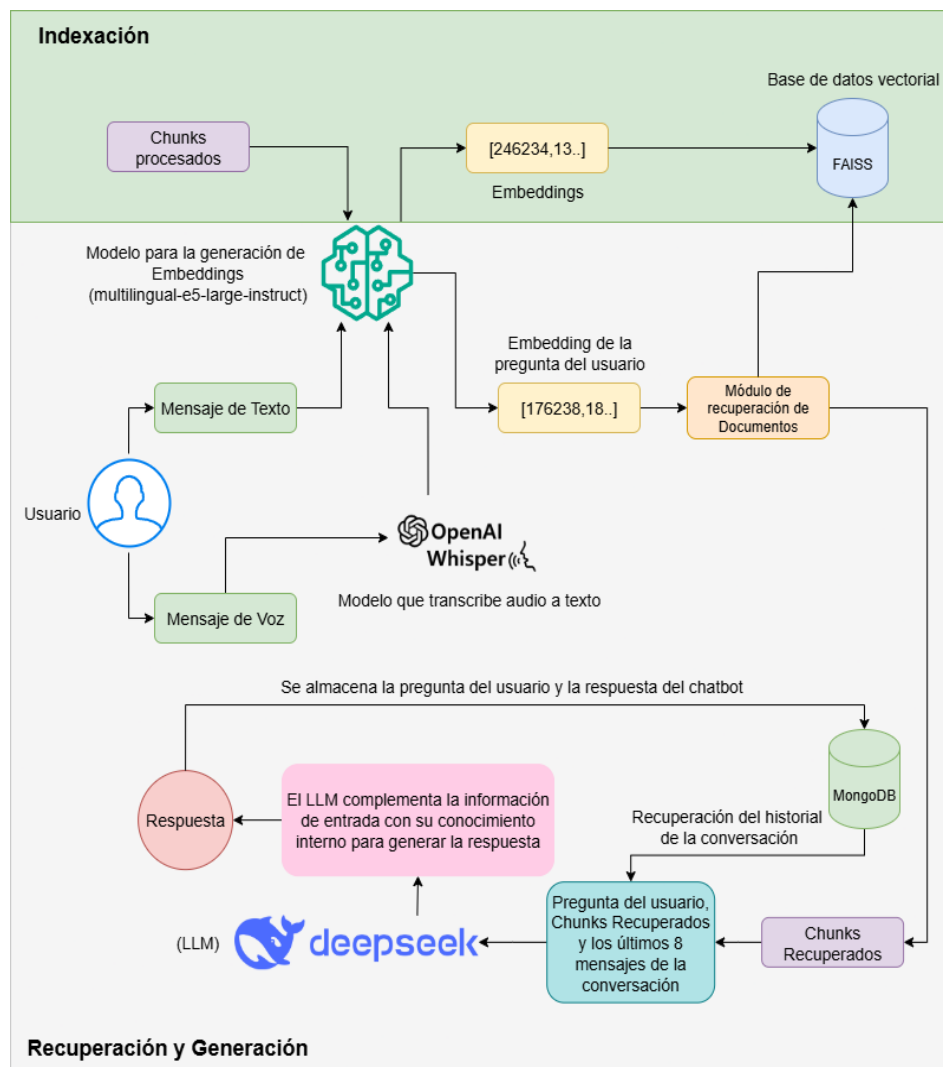 Indexación
Base de datos vectorial
Chunks
procesados
[246234,13..]
FAISS
Embeddings
Modelo para la generación de
Embeddings
(multilingual-e5-large-instruct)
Embedding de la
pregunta del usuario
Mensaje de Texto
[176238,18..]
Módulo de
recuperación de
Documentos
Usuario
OpenAI
Whisper
Modelo que transcribe audio a texto
Mensaje de Voz
Se almacena la pregunta del usuario y la respuesta del chatbot
MongoDB
Respuesta
El LLM complementa la información
de entrada con su conocimiento
interno para generar la respuesta
Recuperación del historial
de la conversación
(LLM)
deepseek
Pregunta del usuario,
Chunks Recuperados
y los últimos 8
mensajes de la
conversación
Chunks
Recuperados
Recuperación y Generación